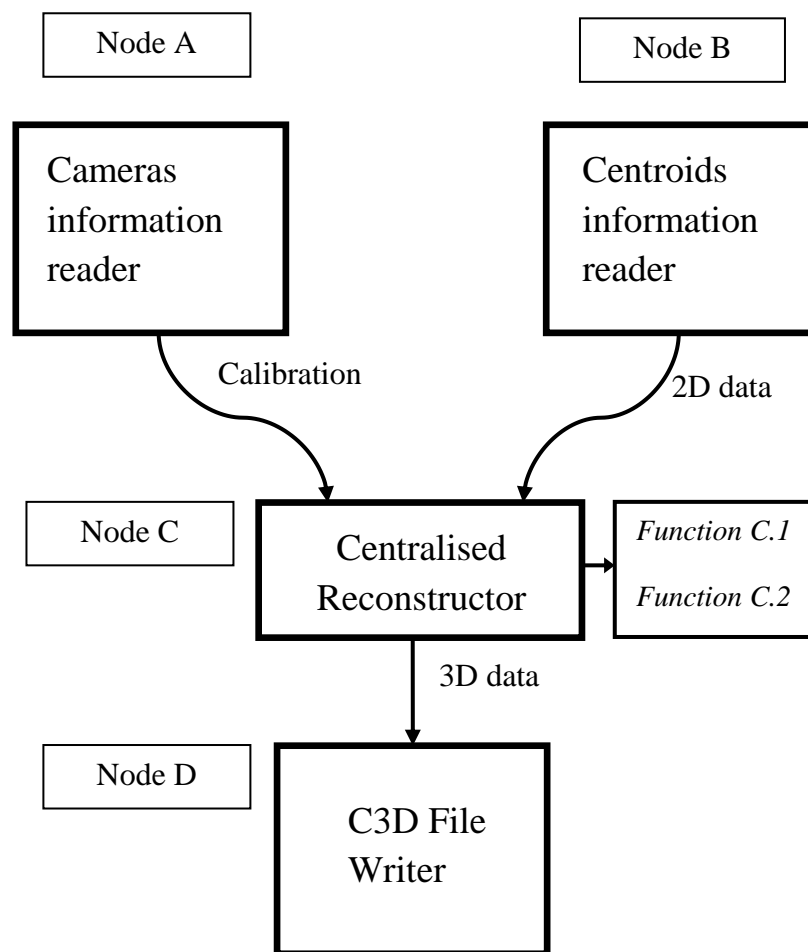 Node A
Node B
Cameras
information
reader
Centroids
information
reader
Calibration
2D data
Node C
Centralised
Reconstructor
Function C.1
Function C.2
3D data
Node D
C3D File
Writer